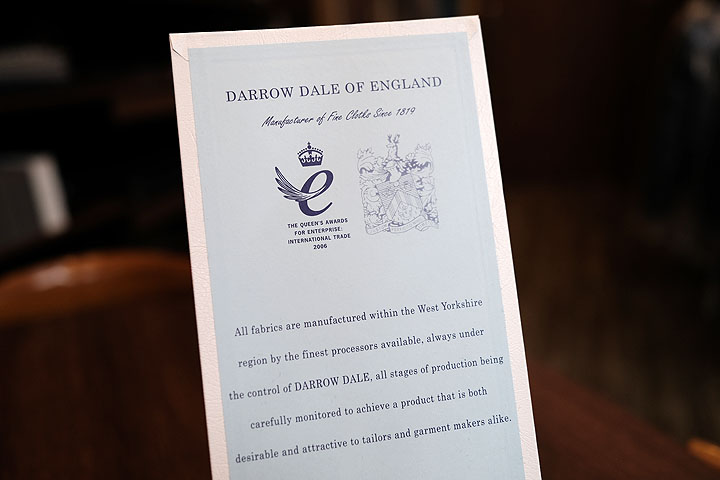 DARROW DALE OF ENGLAND
Manufacturer of Fine Cloths Since 1819
e
THE QUEEN'S AWARDS
FOR ENTERPRISE:
INTERNATIONAL TRADE
2006
All fabrics are manufactured within the West Yorkshire
region by the finest processors available, always under
the control of DARROW DALE, all stages of production being
carefully monitored to achieve a product that is both
desirable and attractive to tailors and garment makers alike.